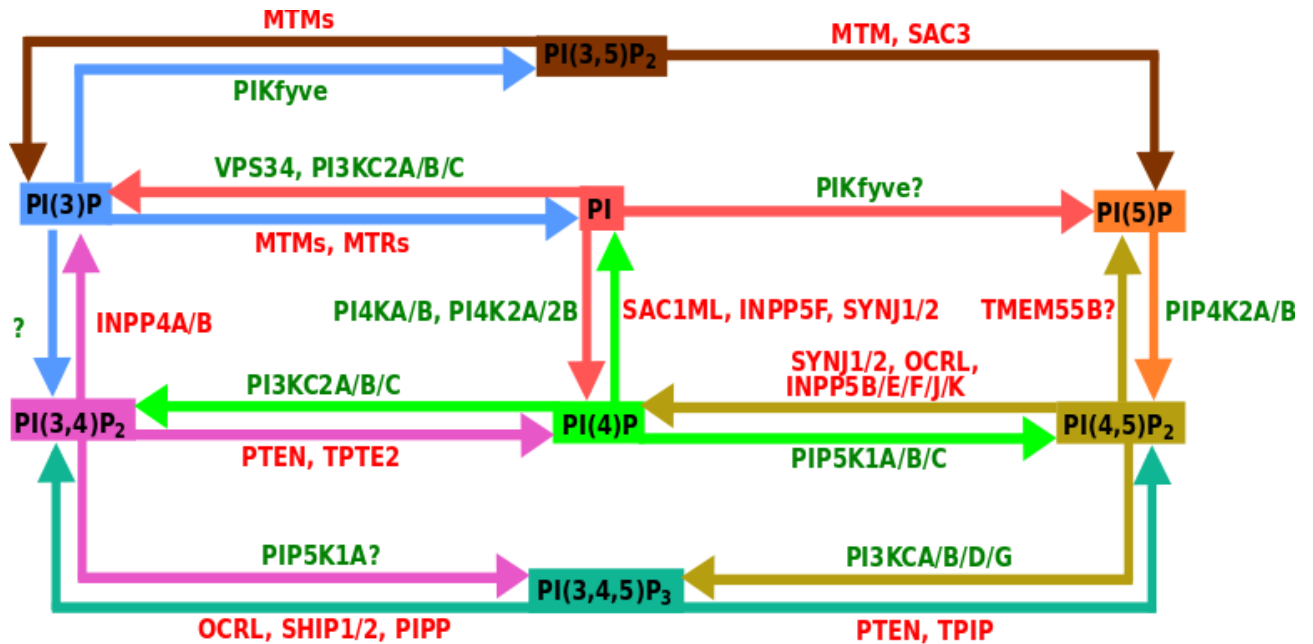 MTMs
MTM, SAC3
PI(3,5)P₂
PIKfyve
VPS34, PI3KC2A/B/C
PIKfyve?
PI(3)P
PI
PI(5)P
MTMs, MTRs
?
INPP4A/B
PI4KA/B, PI4K2A/2B
SAC1ML, INPP5F, SYNJ1/2
TMEM55B?
PIP4K2A/B
SYNJ1/2, OCRL,
INPP5B/E/F/J/K
PI3KC2A/B/C
PI(3,4)P₂
PI(4)P
PI(4,5)P₂
PTEN, TPTE2
PIP5K1A/B/C
PIP5K1A?
PI3KCA/B/D/G
PI(3,4,5)P₃
OCRL, SHIP1/2, PIPP
PTEN, TPIP